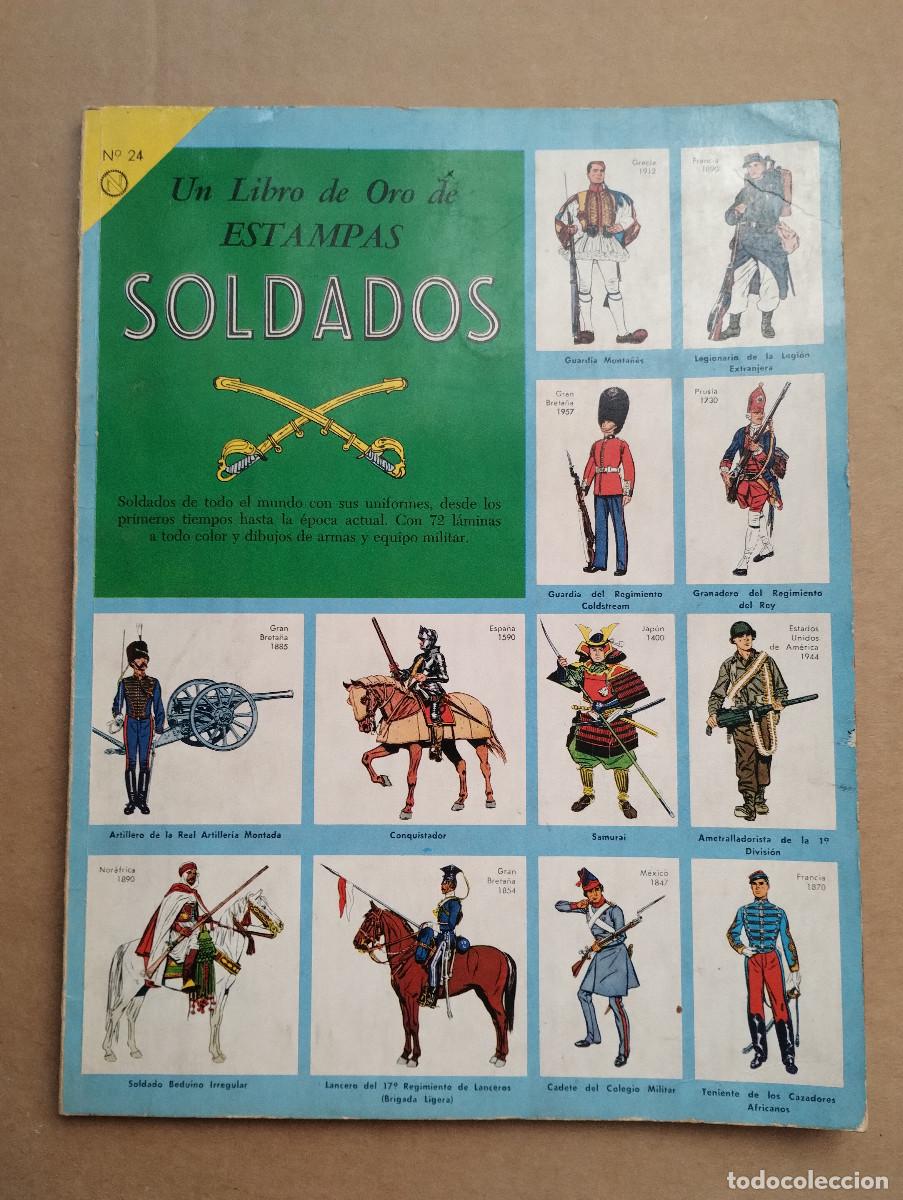 Nº 24
N
Un Libro de Oro de
ESTAMPAS
SOLDADOS
Soldados de todo el mundo con sus uniformes, desde los
primeros tiempos hasta la época actual. Con 72 láminas
a todo color y dibujos de armas y equipo militar.
Grecia
1912
Guardia Montañés
Francia
1890
Legionario de la Legión
Extranjera
Gran
Bretaña
1957
Guardia del Regimiento
Coldstream
Prusia
1730
Granadero del Regimiento
del Rey
Gran
Bretaña
1885
Artillero de la Real Artillería Montada
España
1590
Conquistador
Japón
1400
Samurai
Estados
Unidos
de América
1944
Ametralladorista de la 1º
División
Noráfrica
1890
Soldado Beduino Irregular
Gran
Bretaña
1854
Lancero del 17º Regimiento de Lanceros
(Brigada Ligera)
México
1847
Cadete del Colegio Militar
Francia
1870
Teniente de los Cazadores
Africanos
todocoleccion